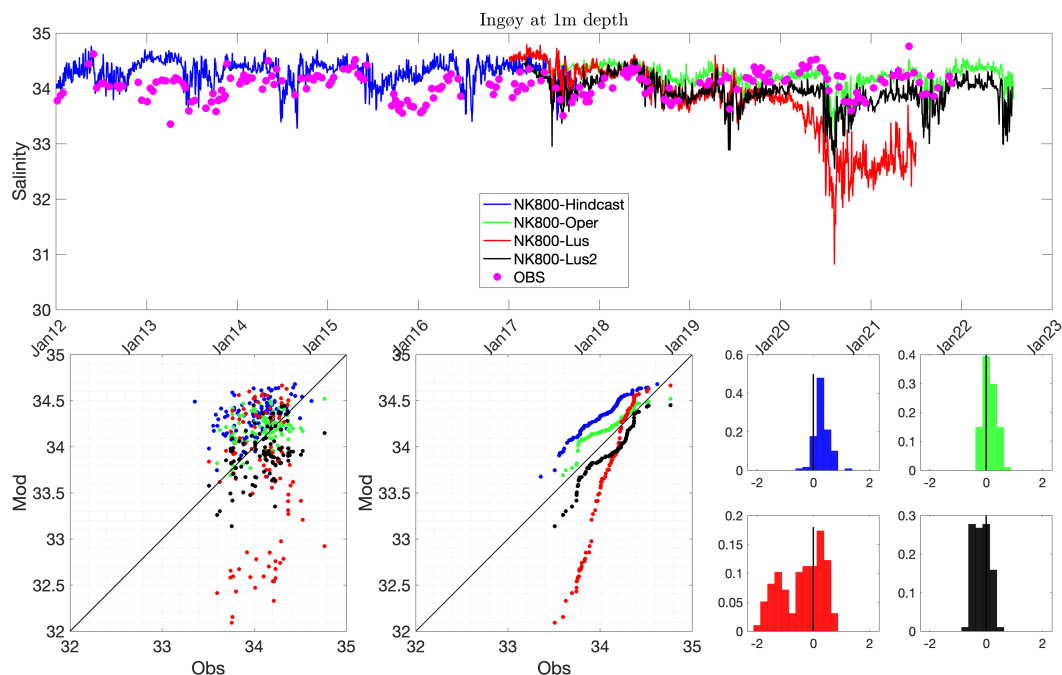 Ingøy at 1m depth
Salinity
35
34
33
32
31
30
NK800-Hindcast
NK800-Oper
NK800-Lus
NK800-Lus2
OBS
Jan12 Jan13 Jan14 Jan15 Jan16 Jan17 Jan18 Jan19 Jan20 Jan21 Jan22 Jan23
Mod
35
34.5
34
33.5
33
32.5
32
32 33 34 35
Obs
Mod
35
34.5
34
33.5
33
32.5
32
32 33 34 35
Obs
0.6
0.4
0.2
0
-2 0 2
0.4
0.3
0.2
0.1
0
-2 0 2
0.2
0.15
0.1
0.05
0
-2 0 2
0.3
0.2
0.1
0
-2 0 2